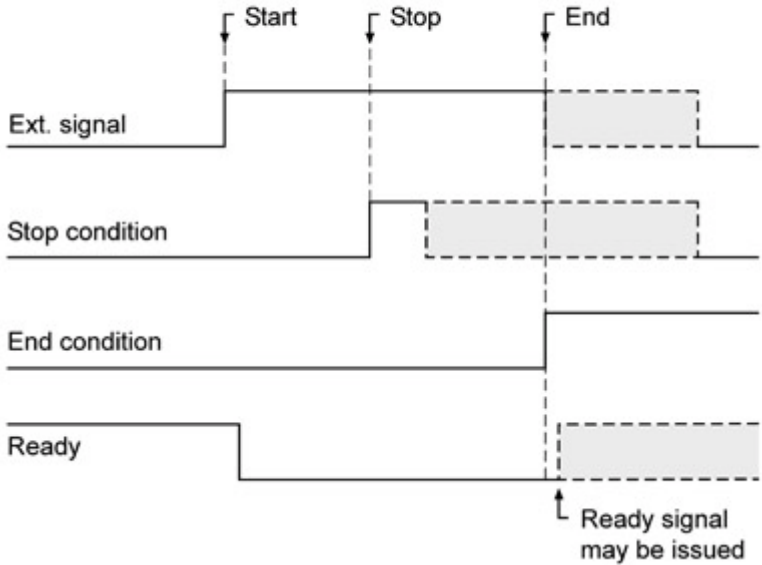 Start
Stop
End
Ext. signal
Stop condition
End condition
Ready
Ready signal
may be issued